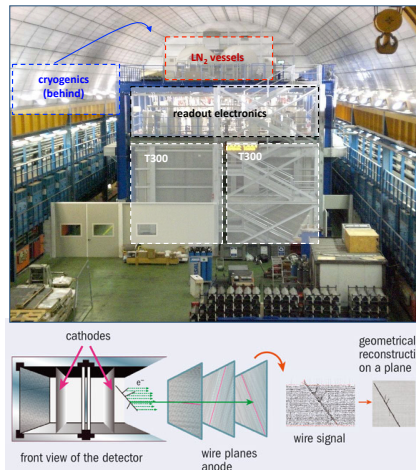 LN₂ vessels
cryogenics
(behind)
readout electronics
T300
T300
cathodes
e⁻
front view of the detector
wire planes
anode
wire signal
geometrical
reconstructi
on a plane